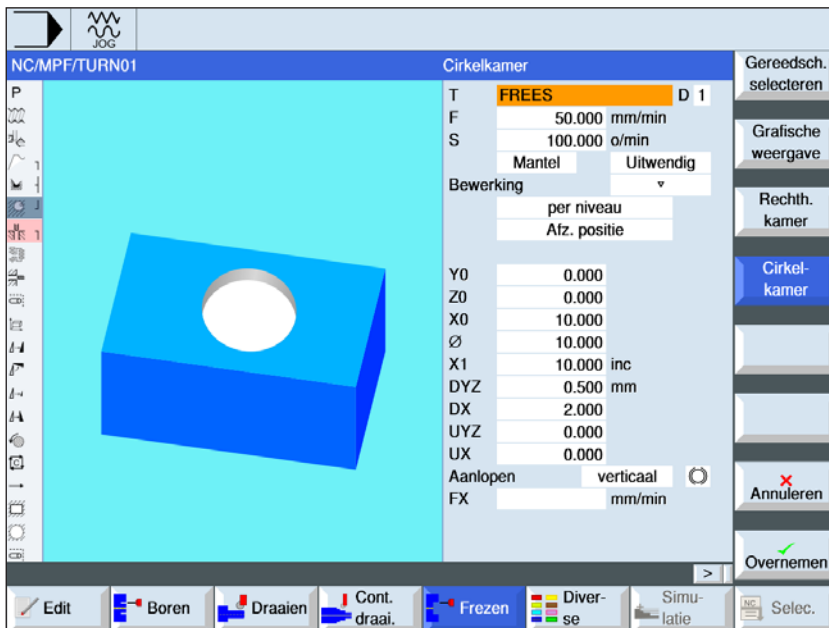 JOG
NC/MPF/TURN01
Cirkelkamer
T FREES D 1
F 50.000 mm/min
S 100.000 o/min
Mantel Uitwendig
Bewerking ▿
per niveau
Afz. positie
Y0 0.000
Z0 0.000
X0 10.000
Ø 10.000
X1 10.000 inc
DYZ 0.500 mm
DX 2.000
UYZ 0.000
UX 0.000
Aanlopen verticaal
FX mm/min
P
Gereedsch.
selecteren
Grafische
weergave
Rechth.
kamer
Cirkel-
kamer
Annuleren
Overnemen
>
Edit
Boren
Draaien
Cont.
draai.
Frezen
Diver-
se
Simu-
latie
NC
Selec.